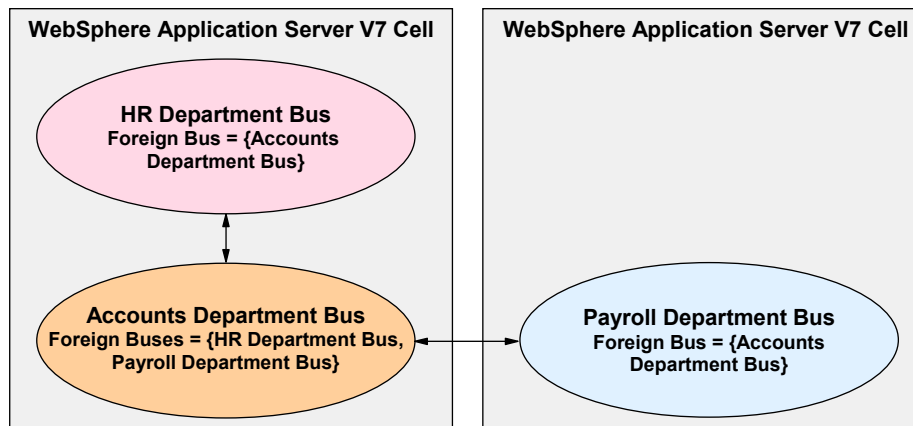 WebSphere Application Server V7 Cell
HR Department Bus
Foreign Bus = {Accounts
Department Bus}
Accounts Department Bus
Foreign Buses = {HR Department Bus,
Payroll Department Bus}
WebSphere Application Server V7 Cell
Payroll Department Bus
Foreign Bus = {Accounts
Department Bus}